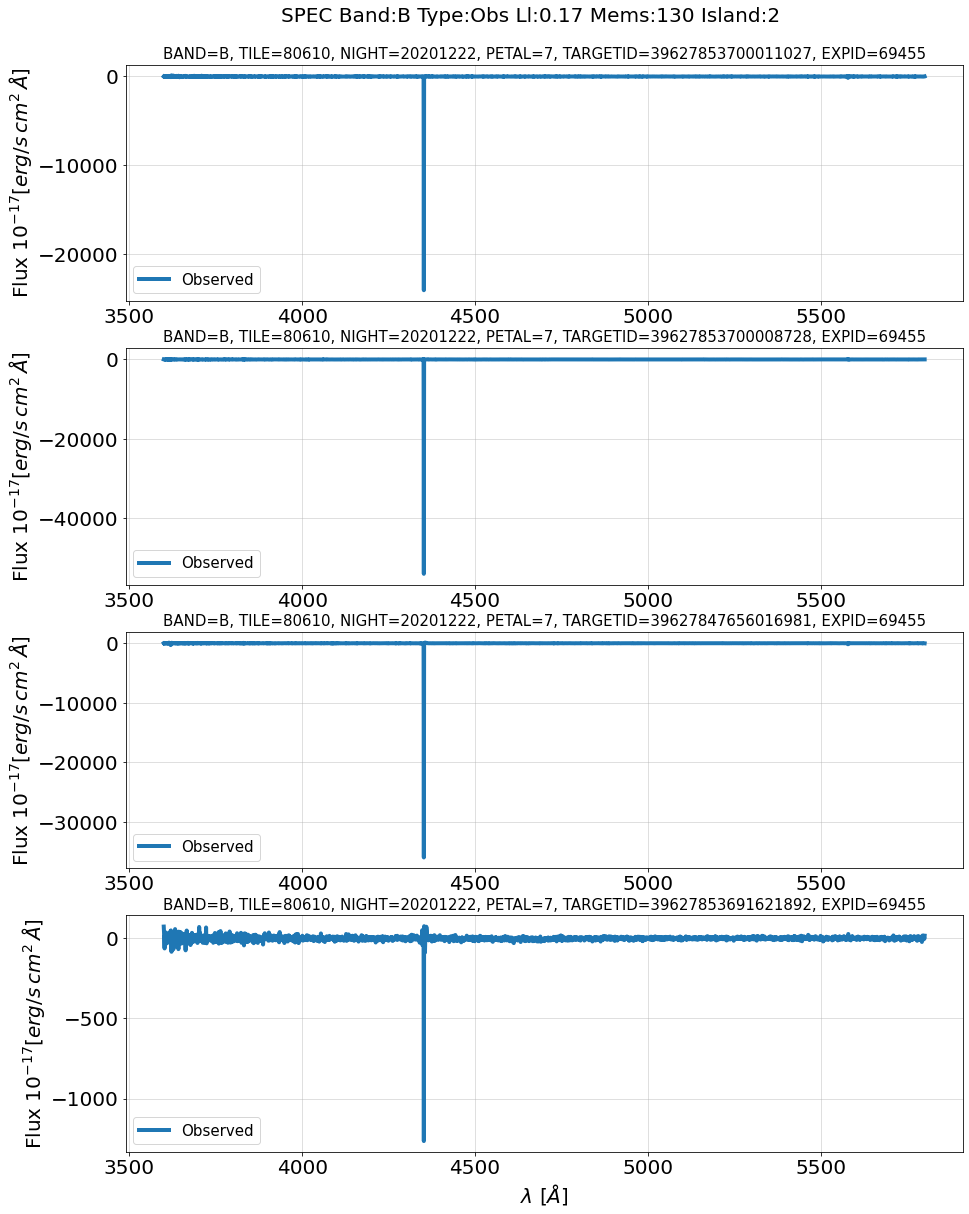 SPEC Band:B Type:Obs Ll:0.17 Mems:130 Island:2
BAND=B, TILE=80610, NIGHT=20201222, PETAL=7, TARGETID=39627853700011027, EXPID=69455
Flux 10⁻¹⁷[erg/s cm² Å]
0
−10000
−20000
Observed
3500 4000 4500 5000 5500
BAND=B, TILE=80610, NIGHT=20201222, PETAL=7, TARGETID=39627853700008728, EXPID=69455
Flux 10⁻¹⁷[erg/s cm² Å]
0
−20000
−40000
Observed
3500 4000 4500 5000 5500
BAND=B, TILE=80610, NIGHT=20201222, PETAL=7, TARGETID=39627847656016981, EXPID=69455
Flux 10⁻¹⁷[erg/s cm² Å]
0
−10000
−20000
−30000
Observed
3500 4000 4500 5000 5500
BAND=B, TILE=80610, NIGHT=20201222, PETAL=7, TARGETID=39627853691621892, EXPID=69455
Flux 10⁻¹⁷[erg/s cm² Å]
0
−500
−1000
Observed
3500 4000 4500 5000 5500
λ [Å]